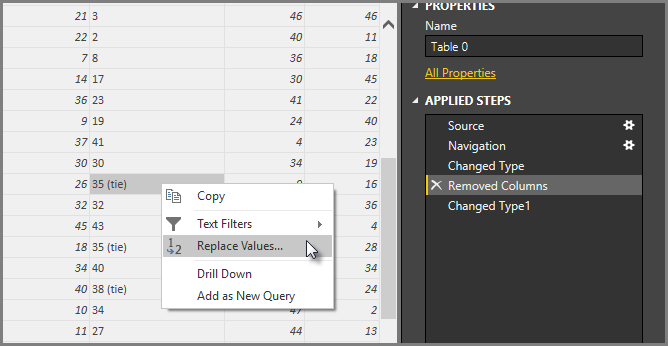 21 3 46 46
22 2 40 11
7 8 36 18
14 17 30 45
36 23 41 22
9 19 24 40
37 41 4 23
30 30 34 19
26 35 (tie) 16
32 32 36
45 43 4
18 35 (tie) 28
34 40
40 38 (tie) 24
10 34 47 2
11 27 44 13
Copy
Text Filters
Replace Values...
Drill Down
Add as New Query
PROPERTIES
Name
Table 0
All Properties
APPLIED STEPS
Source
Navigation
Changed Type
Removed Columns
Changed Type1